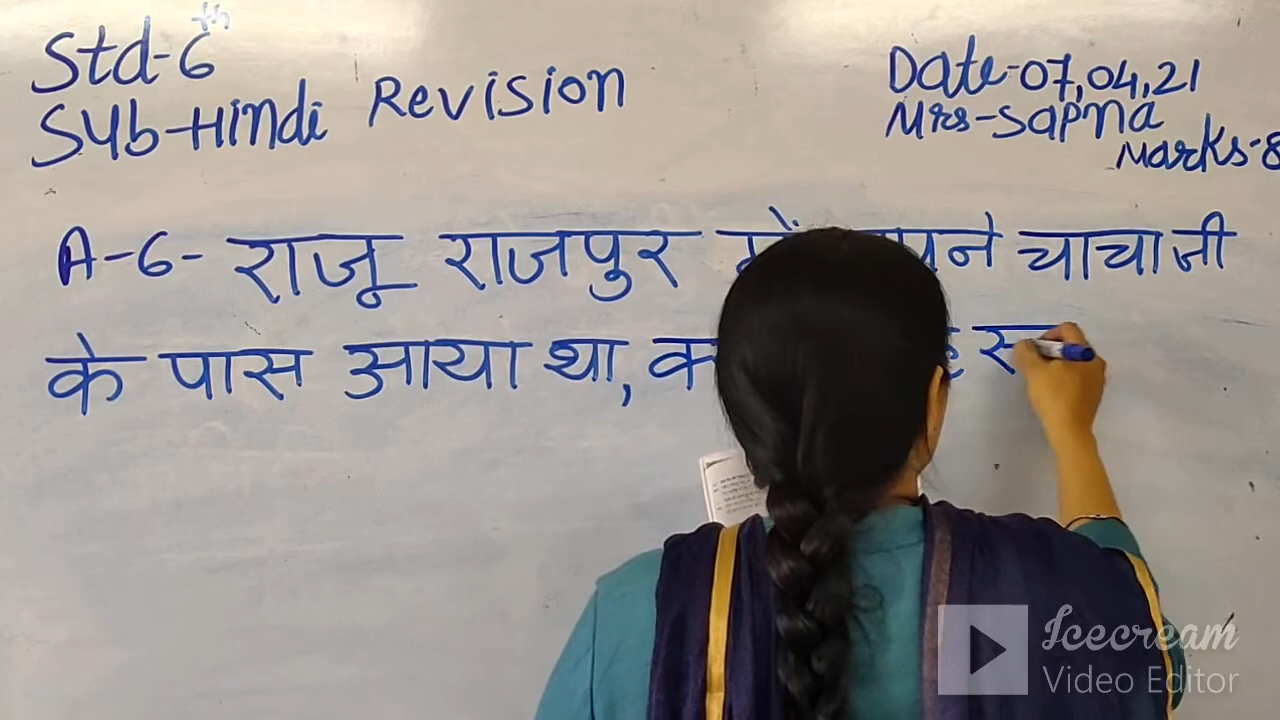 Std-6th
Sub-Hindi Revision
Date-07,04,21
Mrs-Sapna
Marks-8
A-6- राजू राजपुर में चाचा जी
के पास आया था,
Icecream
Video Editor